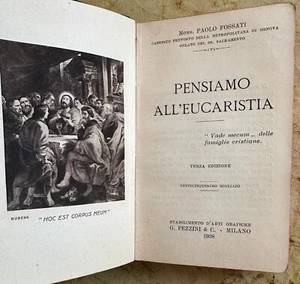 RUBENS "HOC EST CORPUS MEUM"
MONS. PAOLO FOSSATI
CANONICO PREVOSTO DELLA METROPOLITANA DI GENOVA
OBLATO DEL SS. SACRAMENTO
PENSIAMO
ALL'EUCARISTIA
"Vade mecum„ delle
famiglie cristiane.
TERZA EDIZIONE
VENTICINQUESIMO MIGLIAIO
STABILIMENTO D'ARTI GRAFICHE
G. PEZZINI & C. - MILANO
1938